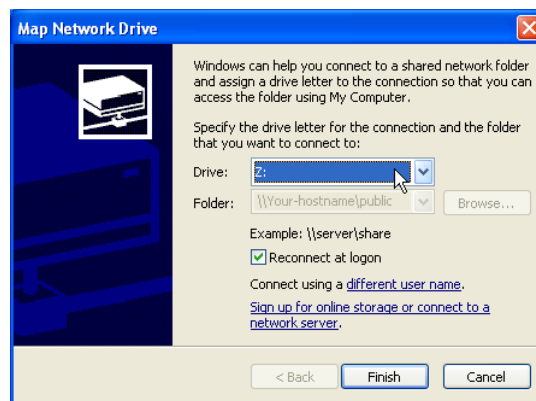 Map Network Drive
Windows can help you connect to a shared network folder
and assign a drive letter to the connection so that you can
access the folder using My Computer.
Specify the drive letter for the connection and the folder
that you want to connect to:
Drive: Z:
Folder: \\Your-hostname\public Browse...
Example: \\server\share
Reconnect at logon
Connect using a different user name.
Sign up for online storage or connect to a
network server.
< Back Finish Cancel